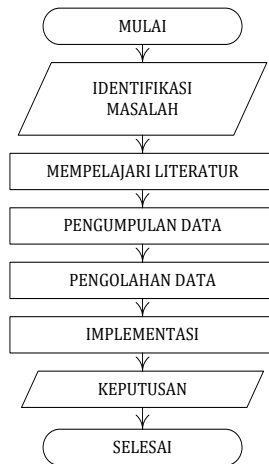 MULAI
IDENTIFIKASI
MASALAH
MEMPELAJARI LITERATUR
PENGUMPULAN DATA
PENGOLAHAN DATA
IMPLEMENTASI
KEPUTUSAN
SELESAI